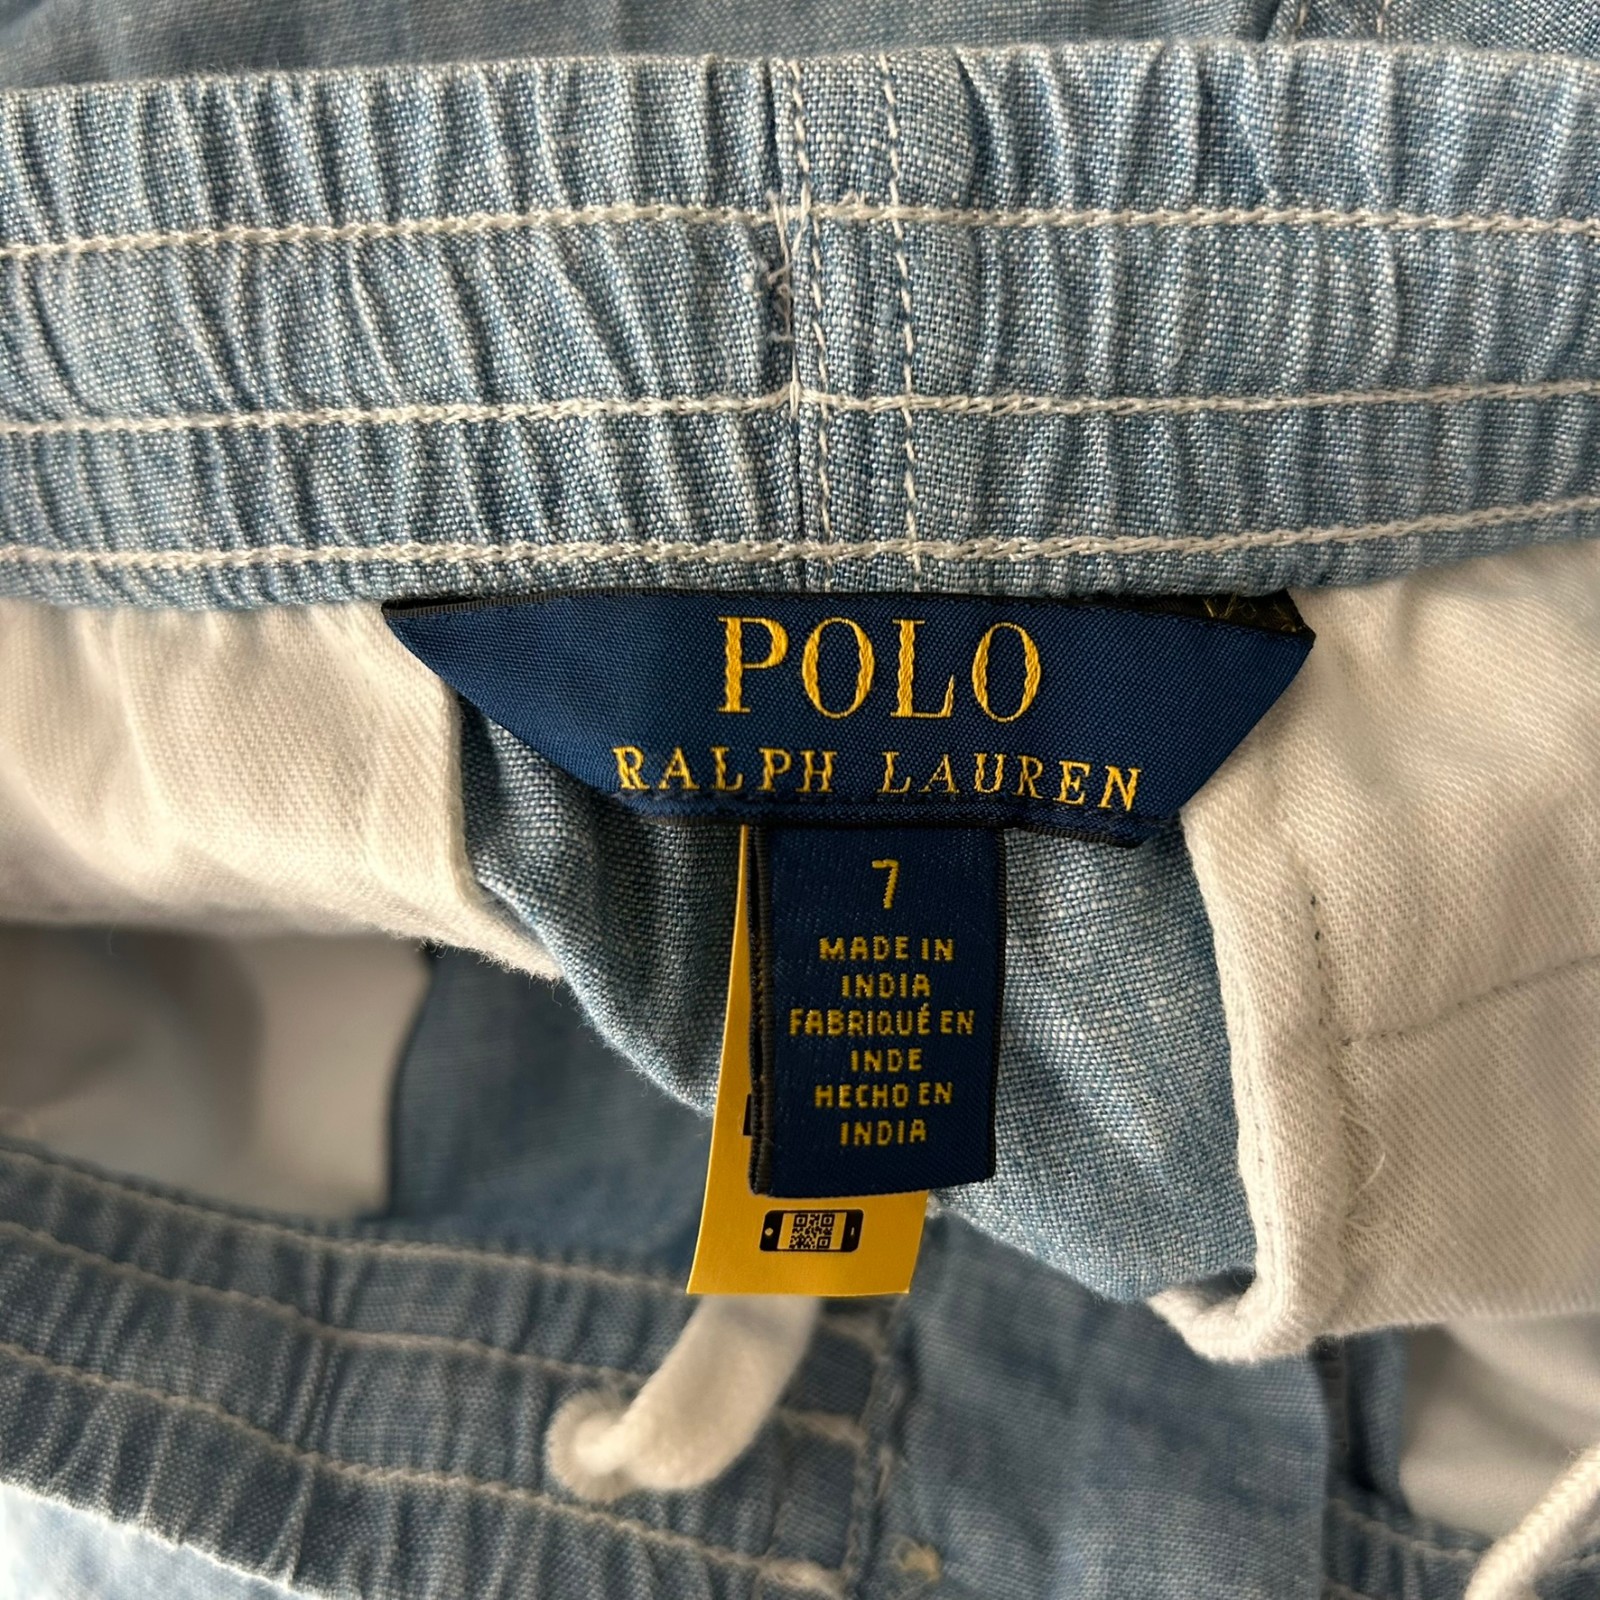 POLO
RALPH LAUREN
7
MADE IN
INDIA
FABRIQUÉ EN
INDE
HECHO EN
INDIA